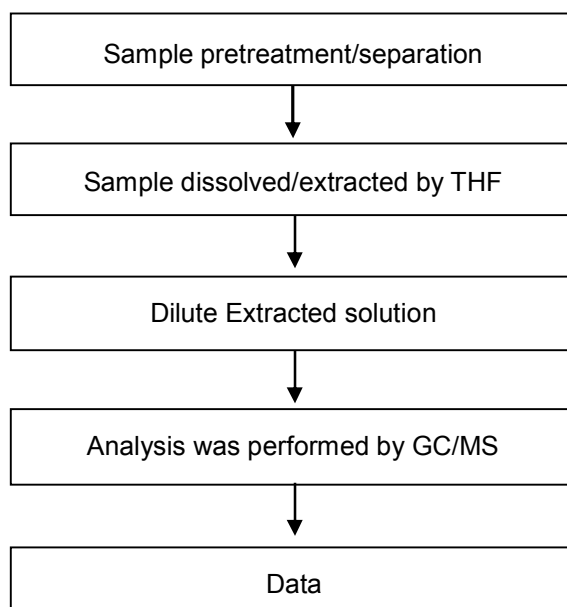 Sample pretreatment/separation
Sample dissolved/extracted by THF
Dilute Extracted solution
Analysis was performed by GC/MS
Data